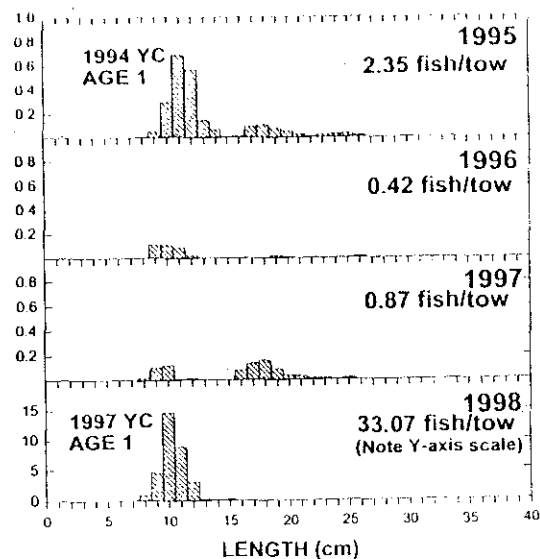 1.0
0.8
0.6
0.4
0.2
1994 YC
AGE 1
1995
2.35 fish/tow
0.8
0.6
0.4
0.2
1996
0.42 fish/tow
0.8
0.6
0.4
0.2
1997
0.87 fish/tow
15
10
5
0
1997 YC
AGE 1
1998
33.07 fish/tow
(Note Y-axis scale)
0 5 10 15 20 25 30 35 40
LENGTH (cm)